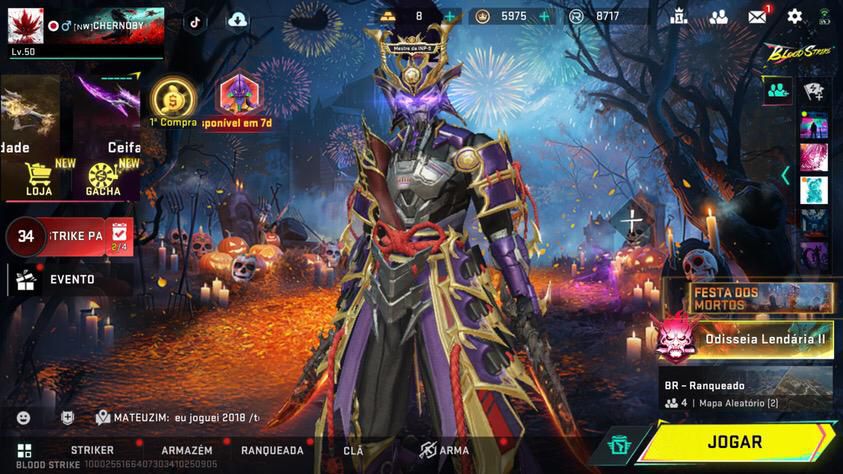 [NW]CHERNOBY
Lv.50
8
5975
8717
1
Mestre da INP-9
BLOOD STRIKE
1ª Compra
sponível em 7d
dade
Ceifa
NEW
LOJA
NEW
GACHA
34
STRIKE PA
2/4
EVENTO
FESTA DOS
MORTOS
Odisseia Lendária II
BR - Ranqueado
4 | Mapa Aleatório (2)
MATEUZIM: eu joguei 2018 /t
JOGAR
STRIKER
ARMAZÉM
RANQUEADA
CLÃ
ARMA
BLOOD STRIKE 1000255166407303410250905